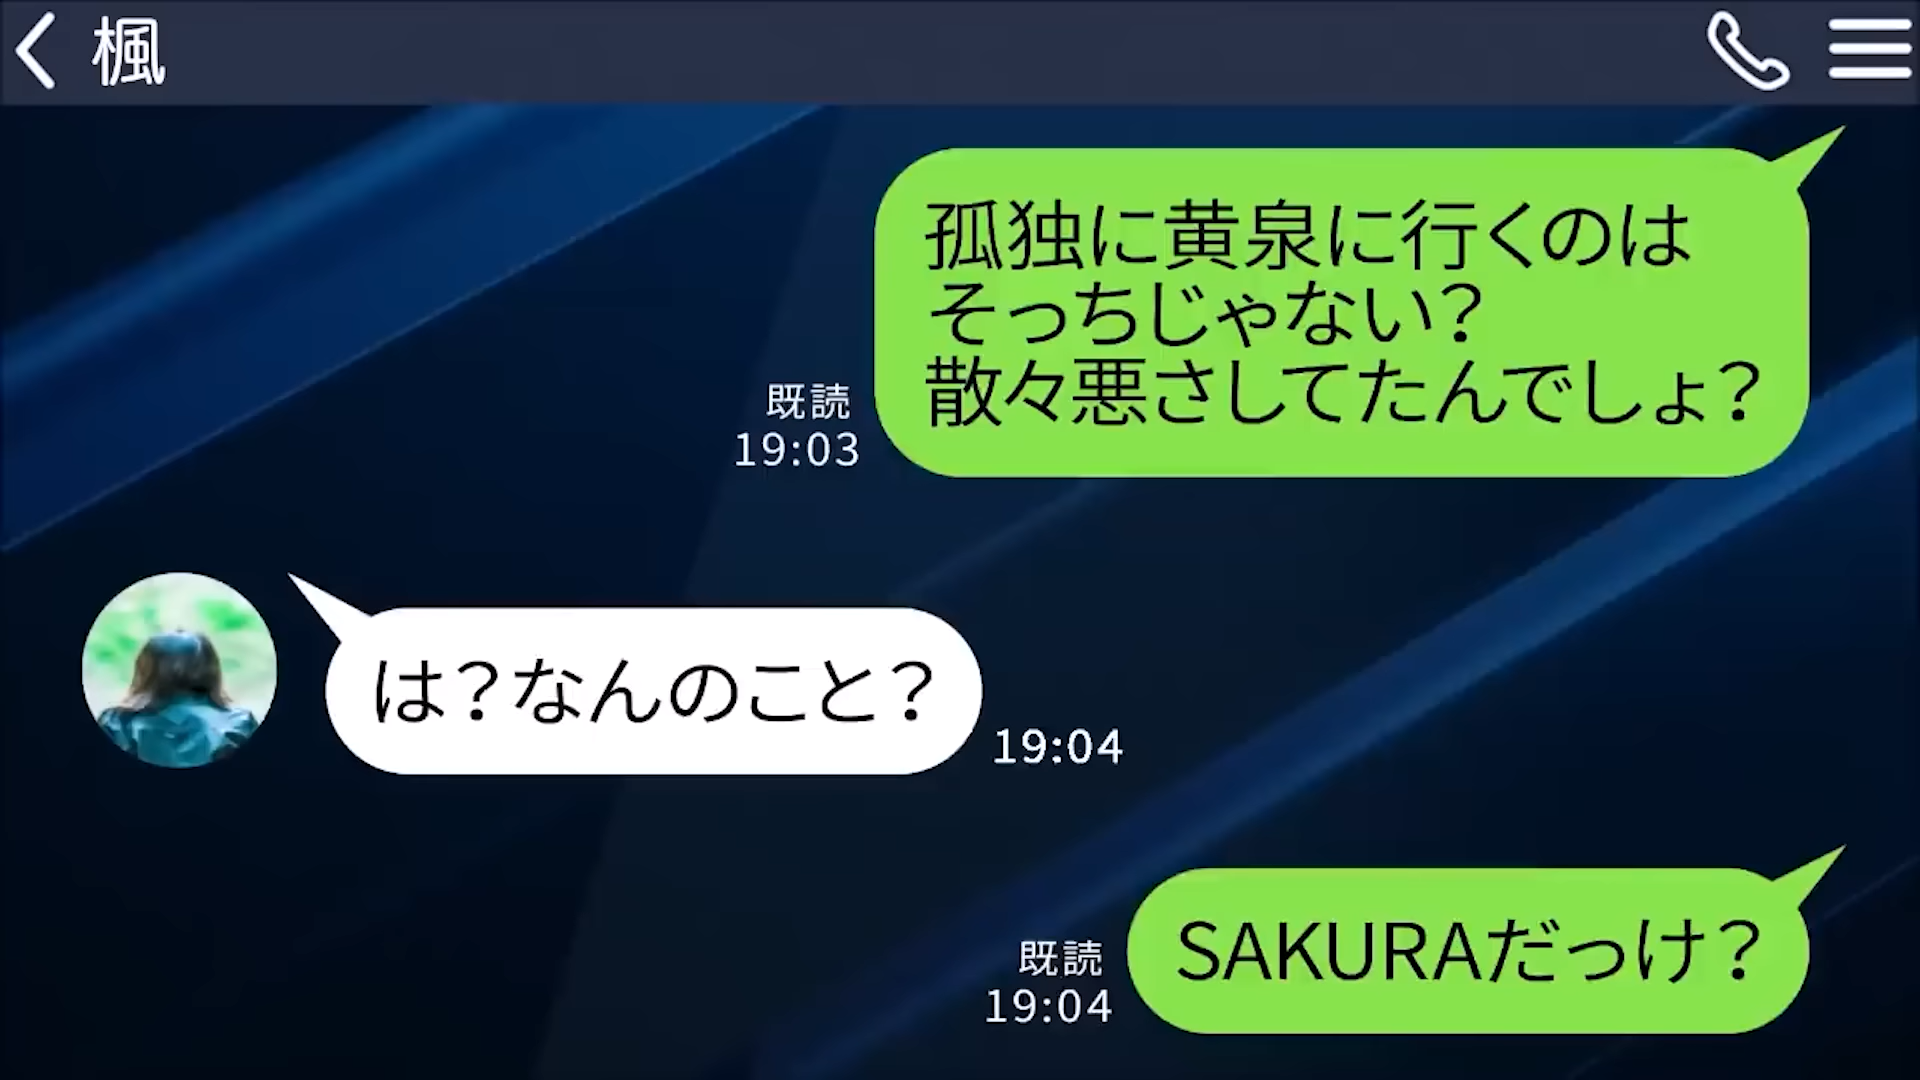 楓
孤独に黄泉に行くのは
そっちじゃない？
散々悪さしてたんでしょ？
既読
19:03
は？なんのこと？
19:04
SAKURAだっけ？
既読
19:04